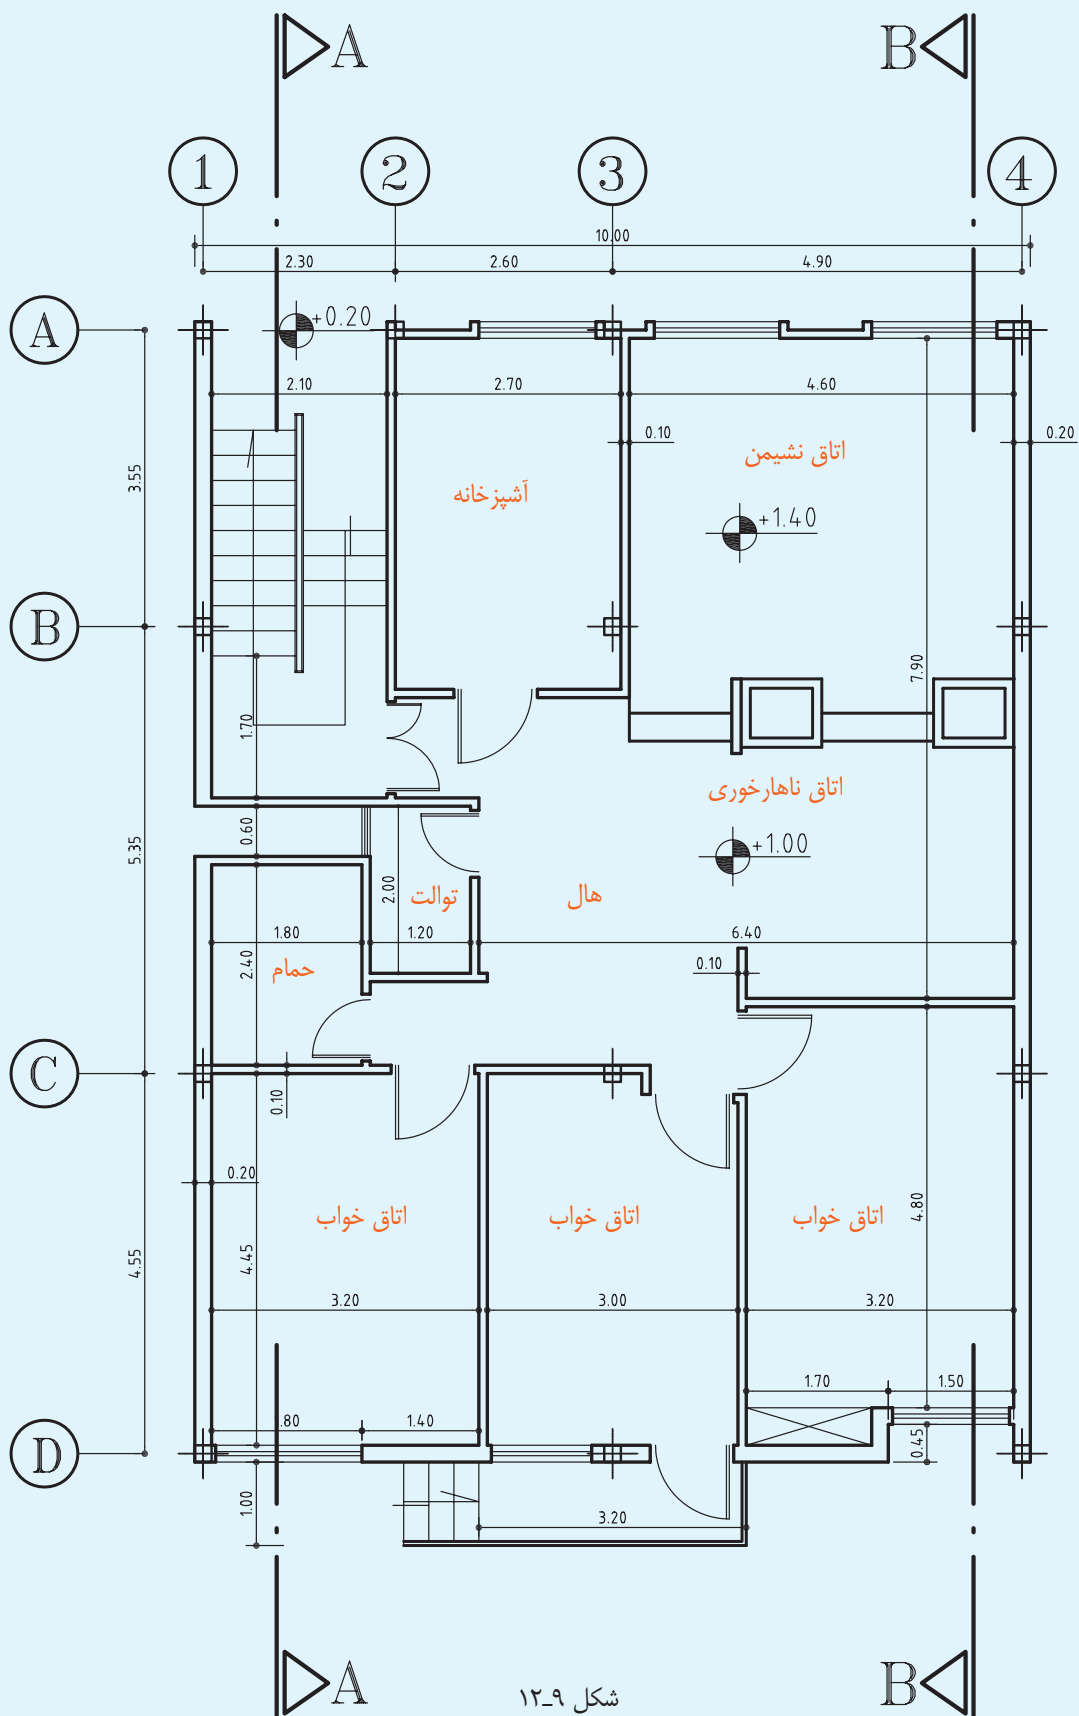 A B
1 2 3 4
10.00
2.30 2.60 4.90
A
+0.20
2.10 2.70 4.60
0.10 0.20
اتاق نشیمن
3.55
آشپزخانه
+1.40
B
7.90
1.70
اتاق ناهارخوری
0.60
+1.00
5.35
2.00
توالت
هال
1.80 1.20 6.40
2.40
حمام
0.10
C
0.10
0.20
4.80
اتاق خواب اتاق خواب اتاق خواب
4.55
4.45
3.20 3.00 3.20
1.70 1.50
.80 1.40
D
0.45
1.00
3.20
A B
شکل ۹ـ۱۲